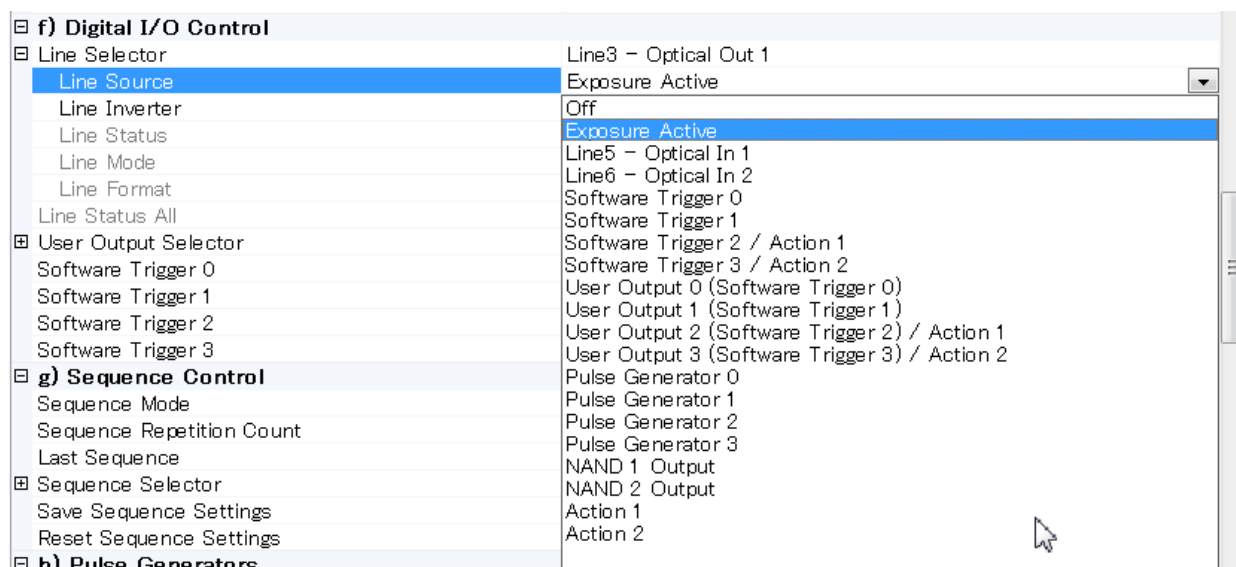 f) Digital I/O Control
Line Selector Line3 - Optical Out 1
Line Source Exposure Active
Line Inverter
Line Status
Line Mode
Line Format
Line Status All
User Output Selector
Software Trigger 0
Software Trigger 1
Software Trigger 2
Software Trigger 3
g) Sequence Control
Sequence Mode
Sequence Repetition Count
Last Sequence
Sequence Selector
Save Sequence Settings
Reset Sequence Settings
h) Pulse Generators
Off
Exposure Active
Line5 - Optical In 1
Line6 - Optical In 2
Software Trigger 0
Software Trigger 1
Software Trigger 2 / Action 1
Software Trigger 3 / Action 2
User Output 0 (Software Trigger 0)
User Output 1 (Software Trigger 1)
User Output 2 (Software Trigger 2) / Action 1
User Output 3 (Software Trigger 3) / Action 2
Pulse Generator 0
Pulse Generator 1
Pulse Generator 2
Pulse Generator 3
NAND 1 Output
NAND 2 Output
Action 1
Action 2